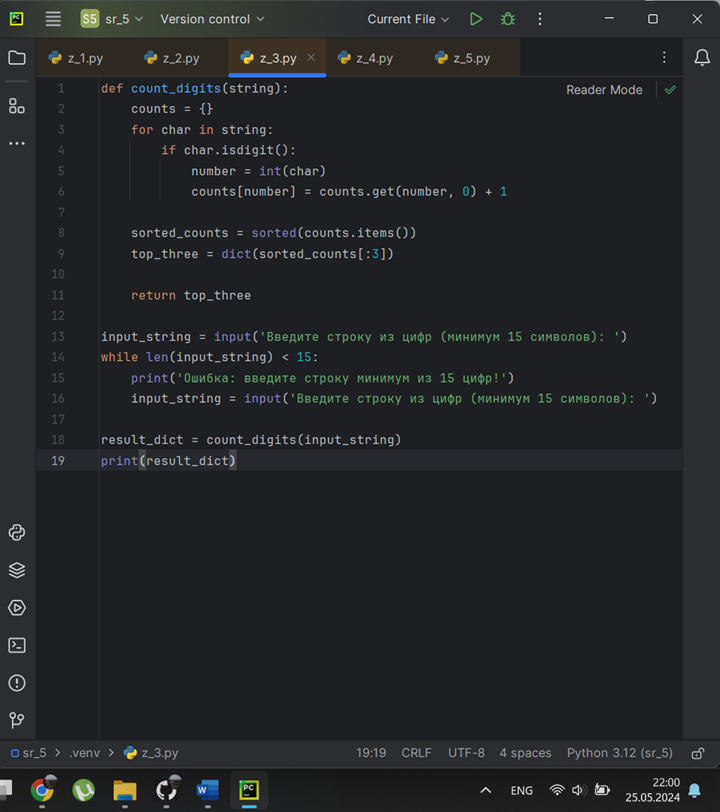 PC S5 sr_5 Version control Current File
z_1.py z_2.py z_3.py z_4.py z_5.py
Reader Mode
1 def count_digits(string):
2     counts = {}
3     for char in string:
4         if char.isdigit():
5             number = int(char)
6             counts[number] = counts.get(number, 0) + 1
7
8     sorted_counts = sorted(counts.items())
9     top_three = dict(sorted_counts[:3])
10
11     return top_three
12
13 input_string = input('Введите строку из цифр (минимум 15 символов): ')
14 while len(input_string) < 15:
15     print('Ошибка: введите строку минимум из 15 цифр!')
16     input_string = input('Введите строку из цифр (минимум 15 символов): ')
17
18 result_dict = count_digits(input_string)
19 print(result_dict)
sr_5 > .venv > z_3.py 19:19 CRLF UTF-8 4 spaces Python 3.12 (sr_5)
W PC ENG 22:00
25.05.2024